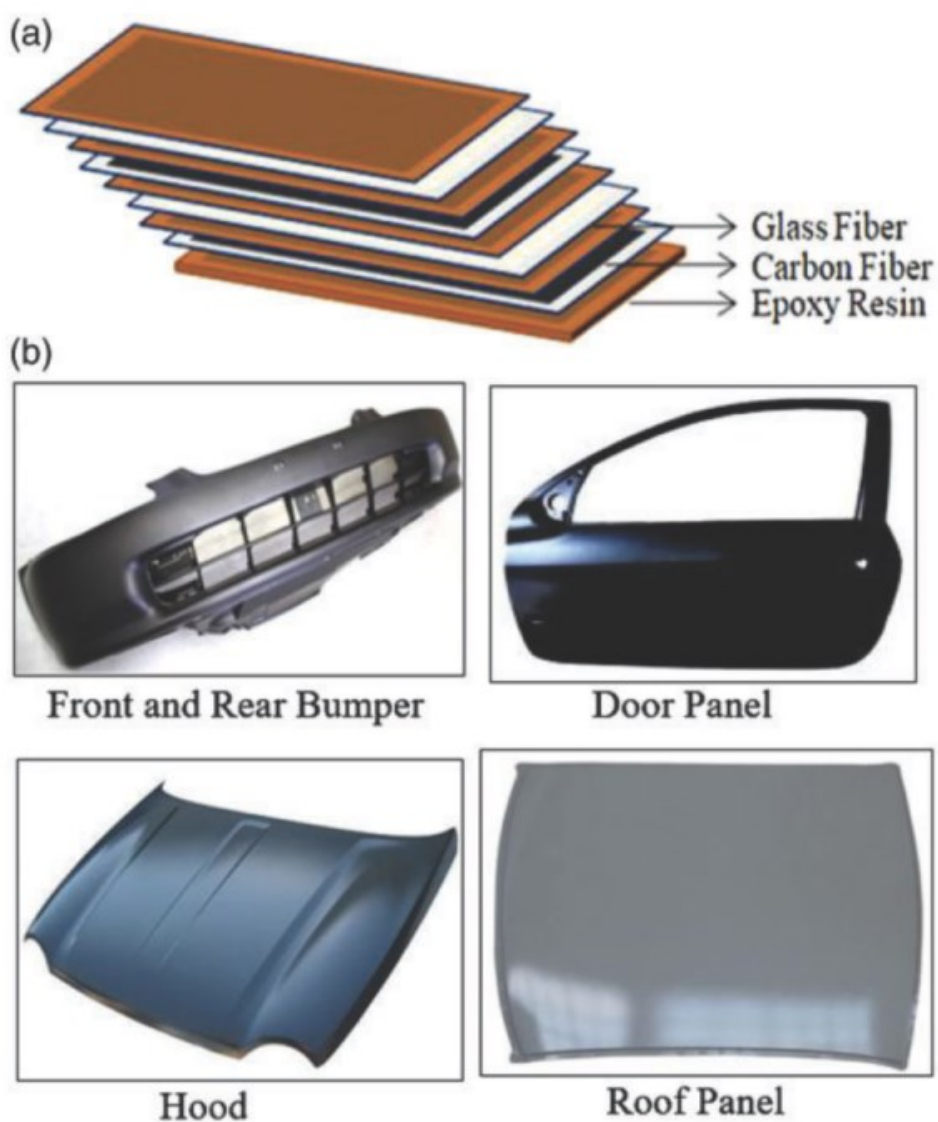 (a)
Glass Fiber
Carbon Fiber
Epoxy Resin
(b)
Front and Rear Bumper
Door Panel
Hood
Roof Panel